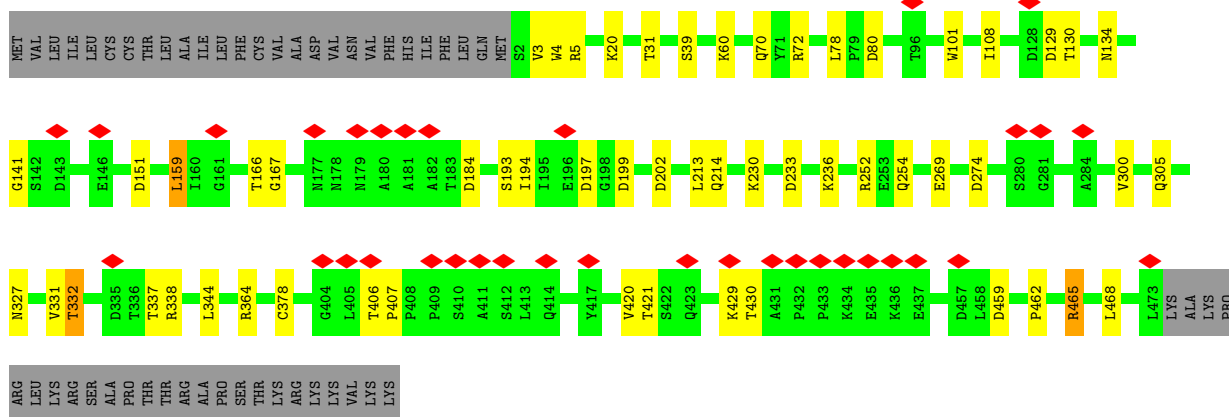 MET VAL LEU ILE ILE LEU CYS CYS THR LEU ALA ILE LEU PHE CYS VAL ALA ASP VAL ASN VAL PHE HIS ILE PHE LEU GLN MET S2 V3 W4 R5 K20 T31 S39 K60 Q70 Y71 R72 L78 P79 D80 T96 W101 I108 D128 D129 T130 N134
G141 S142 D143 E146 D151 L159 I160 G161 T166 G167 N177 N178 N179 A180 A181 A182 T183 D184 S193 I194 I195 E196 D197 G198 D199 D202 L213 Q214 K230 D233 K236 R252 E253 Q254 E269 D274 S280 G281 A284 V300 Q305
N327 V331 T332 D335 T336 T337 R338 L344 R364 C378 G404 L405 T406 P407 P408 P409 S410 A411 S412 L413 Q414 Y417 V420 T421 S422 Q423 K429 T430 A431 P432 P433 K434 E435 K436 E437 D457 L458 D459 P462 R465 L468 L473 LYS ALA LYS PRO
ARG LEU LYS ARG SER ALA PRO THR THR ARG ALA PRO SER THR LYS ARG LYS LYS VAL LYS LYS